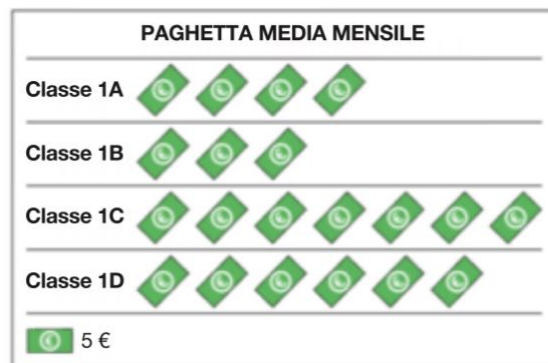 PAGHETTA MEDIA MENSILE
Classe 1A
Classe 1B
Classe 1C
Classe 1D
5 €